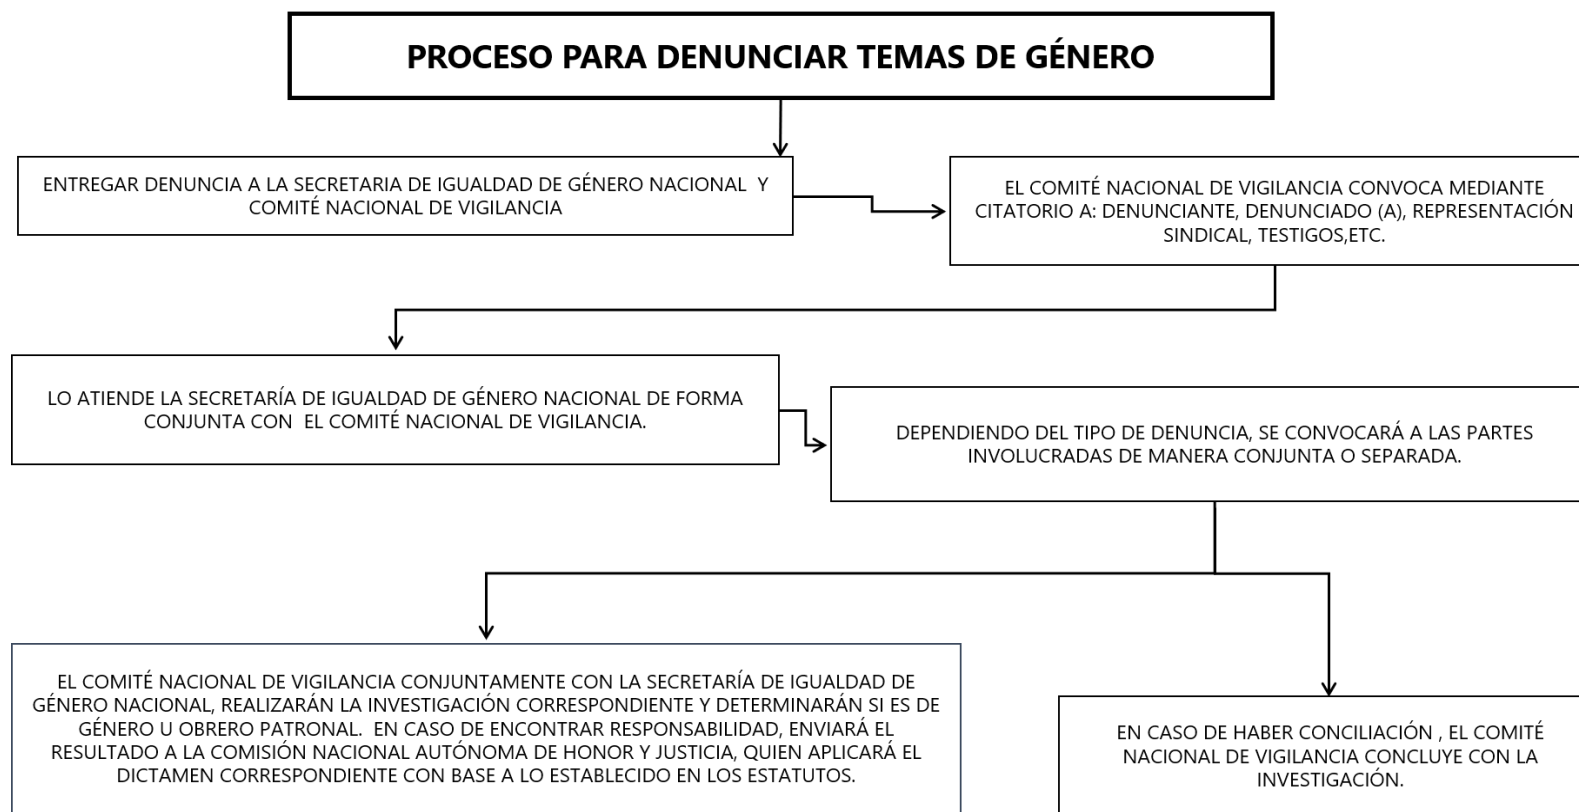 PROCESO PARA DENUNCIAR TEMAS DE GÉNERO
ENTREGAR DENUNCIA A LA SECRETARIA DE IGUALDAD DE GÉNERO NACIONAL Y
COMITÉ NACIONAL DE VIGILANCIA
EL COMITÉ NACIONAL DE VIGILANCIA CONVOCA MEDIANTE
CITATORIO A: DENUNCIANTE, DENUNCIADO (A), REPRESENTACIÓN
SINDICAL, TESTIGOS,ETC.
LO ATIENDE LA SECRETARÍA DE IGUALDAD DE GÉNERO NACIONAL DE FORMA
CONJUNTA CON EL COMITÉ NACIONAL DE VIGILANCIA.
DEPENDIENDO DEL TIPO DE DENUNCIA, SE CONVOCARÁ A LAS PARTES
INVOLUCRADAS DE MANERA CONJUNTA O SEPARADA.
EL COMITÉ NACIONAL DE VIGILANCIA CONJUNTAMENTE CON LA SECRETARÍA DE IGUALDAD DE
GÉNERO NACIONAL, REALIZARÁN LA INVESTIGACIÓN CORRESPONDIENTE Y DETERMINARÁN SI ES DE
GÉNERO U OBRERO PATRONAL. EN CASO DE ENCONTRAR RESPONSABILIDAD, ENVIARÁ EL
RESULTADO A LA COMISIÓN NACIONAL AUTÓNOMA DE HONOR Y JUSTICIA, QUIEN APLICARÁ EL
DICTAMEN CORRESPONDIENTE CON BASE A LO ESTABLECIDO EN LOS ESTATUTOS.
EN CASO DE HABER CONCILIACIÓN , EL COMITÉ
NACIONAL DE VIGILANCIA CONCLUYE CON LA
INVESTIGACIÓN.